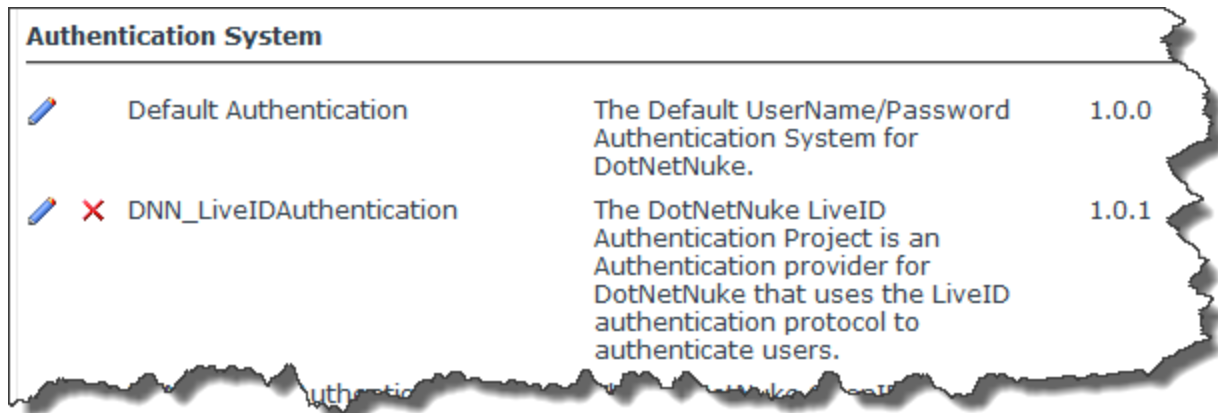 Authentication System
Default Authentication
The Default UserName/Password
Authentication System for
DotNetNuke.
1.0.0
DNN_LiveIDAuthentication
The DotNetNuke LiveID
Authentication Project is an
Authentication provider for
DotNetNuke that uses the LiveID
authentication protocol to
authenticate users.
1.0.1